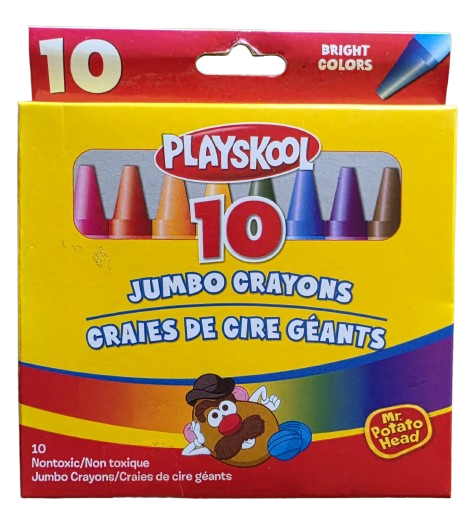 10
BRIGHT
COLORS
PLAYSKOOL
10
JUMBO CRAYONS
CRAIES DE CIRE GÉANTS
Mr.
Potato
Head
10
Nontoxic/Non toxique
Jumbo Crayons/Craies de cire géants